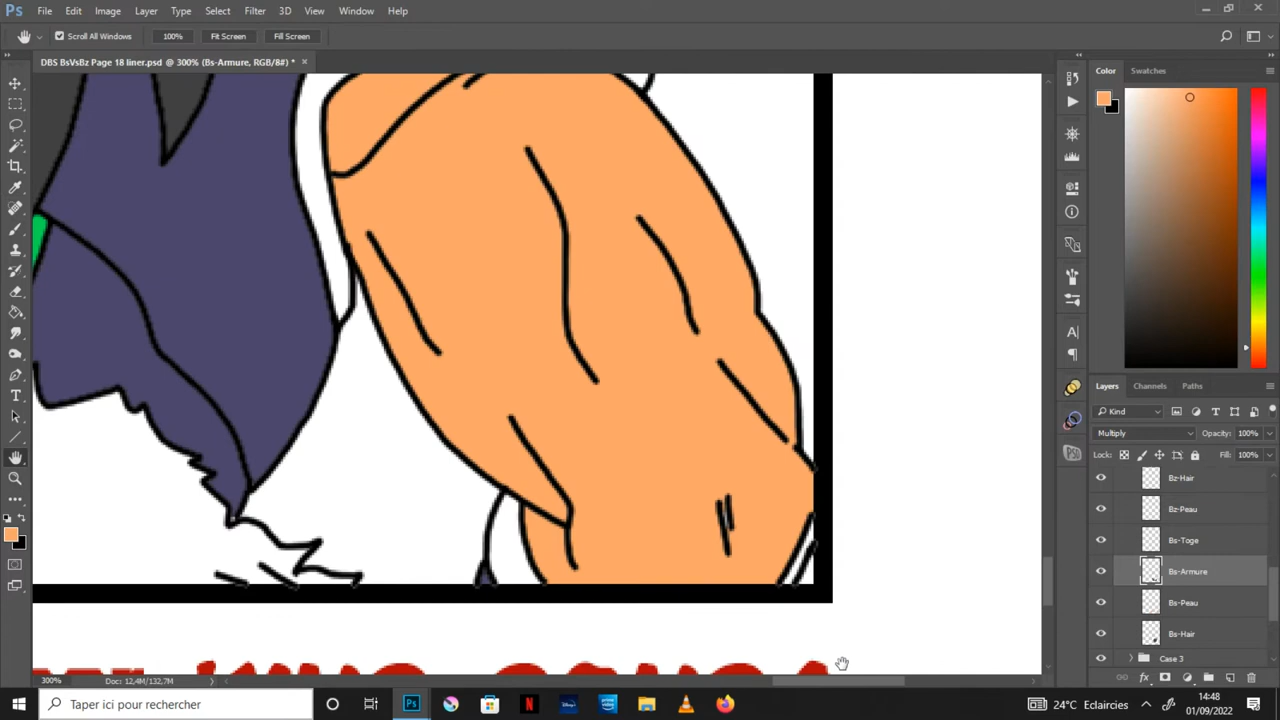 Ps File Edit Image Layer Type Select Filter 3D View Window Help
Scroll All Windows 100% Fit Screen Fill Screen
DBS BsVsBz Page 18 liner.psd @ 300% (Bs-Armure, RGB/8#) * ×
Color Swatches
Layers Channels Paths
Kind
Multiply Opacity: 100%
Lock: Fill: 100%
Bz-Hair
Bz-Peau
Bs-Toge
Bs-Armure
Bs-Peau
Bs-Hair
Case 3
300% Doc: 12,4M/132,7M
Taper ici pour rechercher
24°C Eclaircies
14:48
01/09/2022